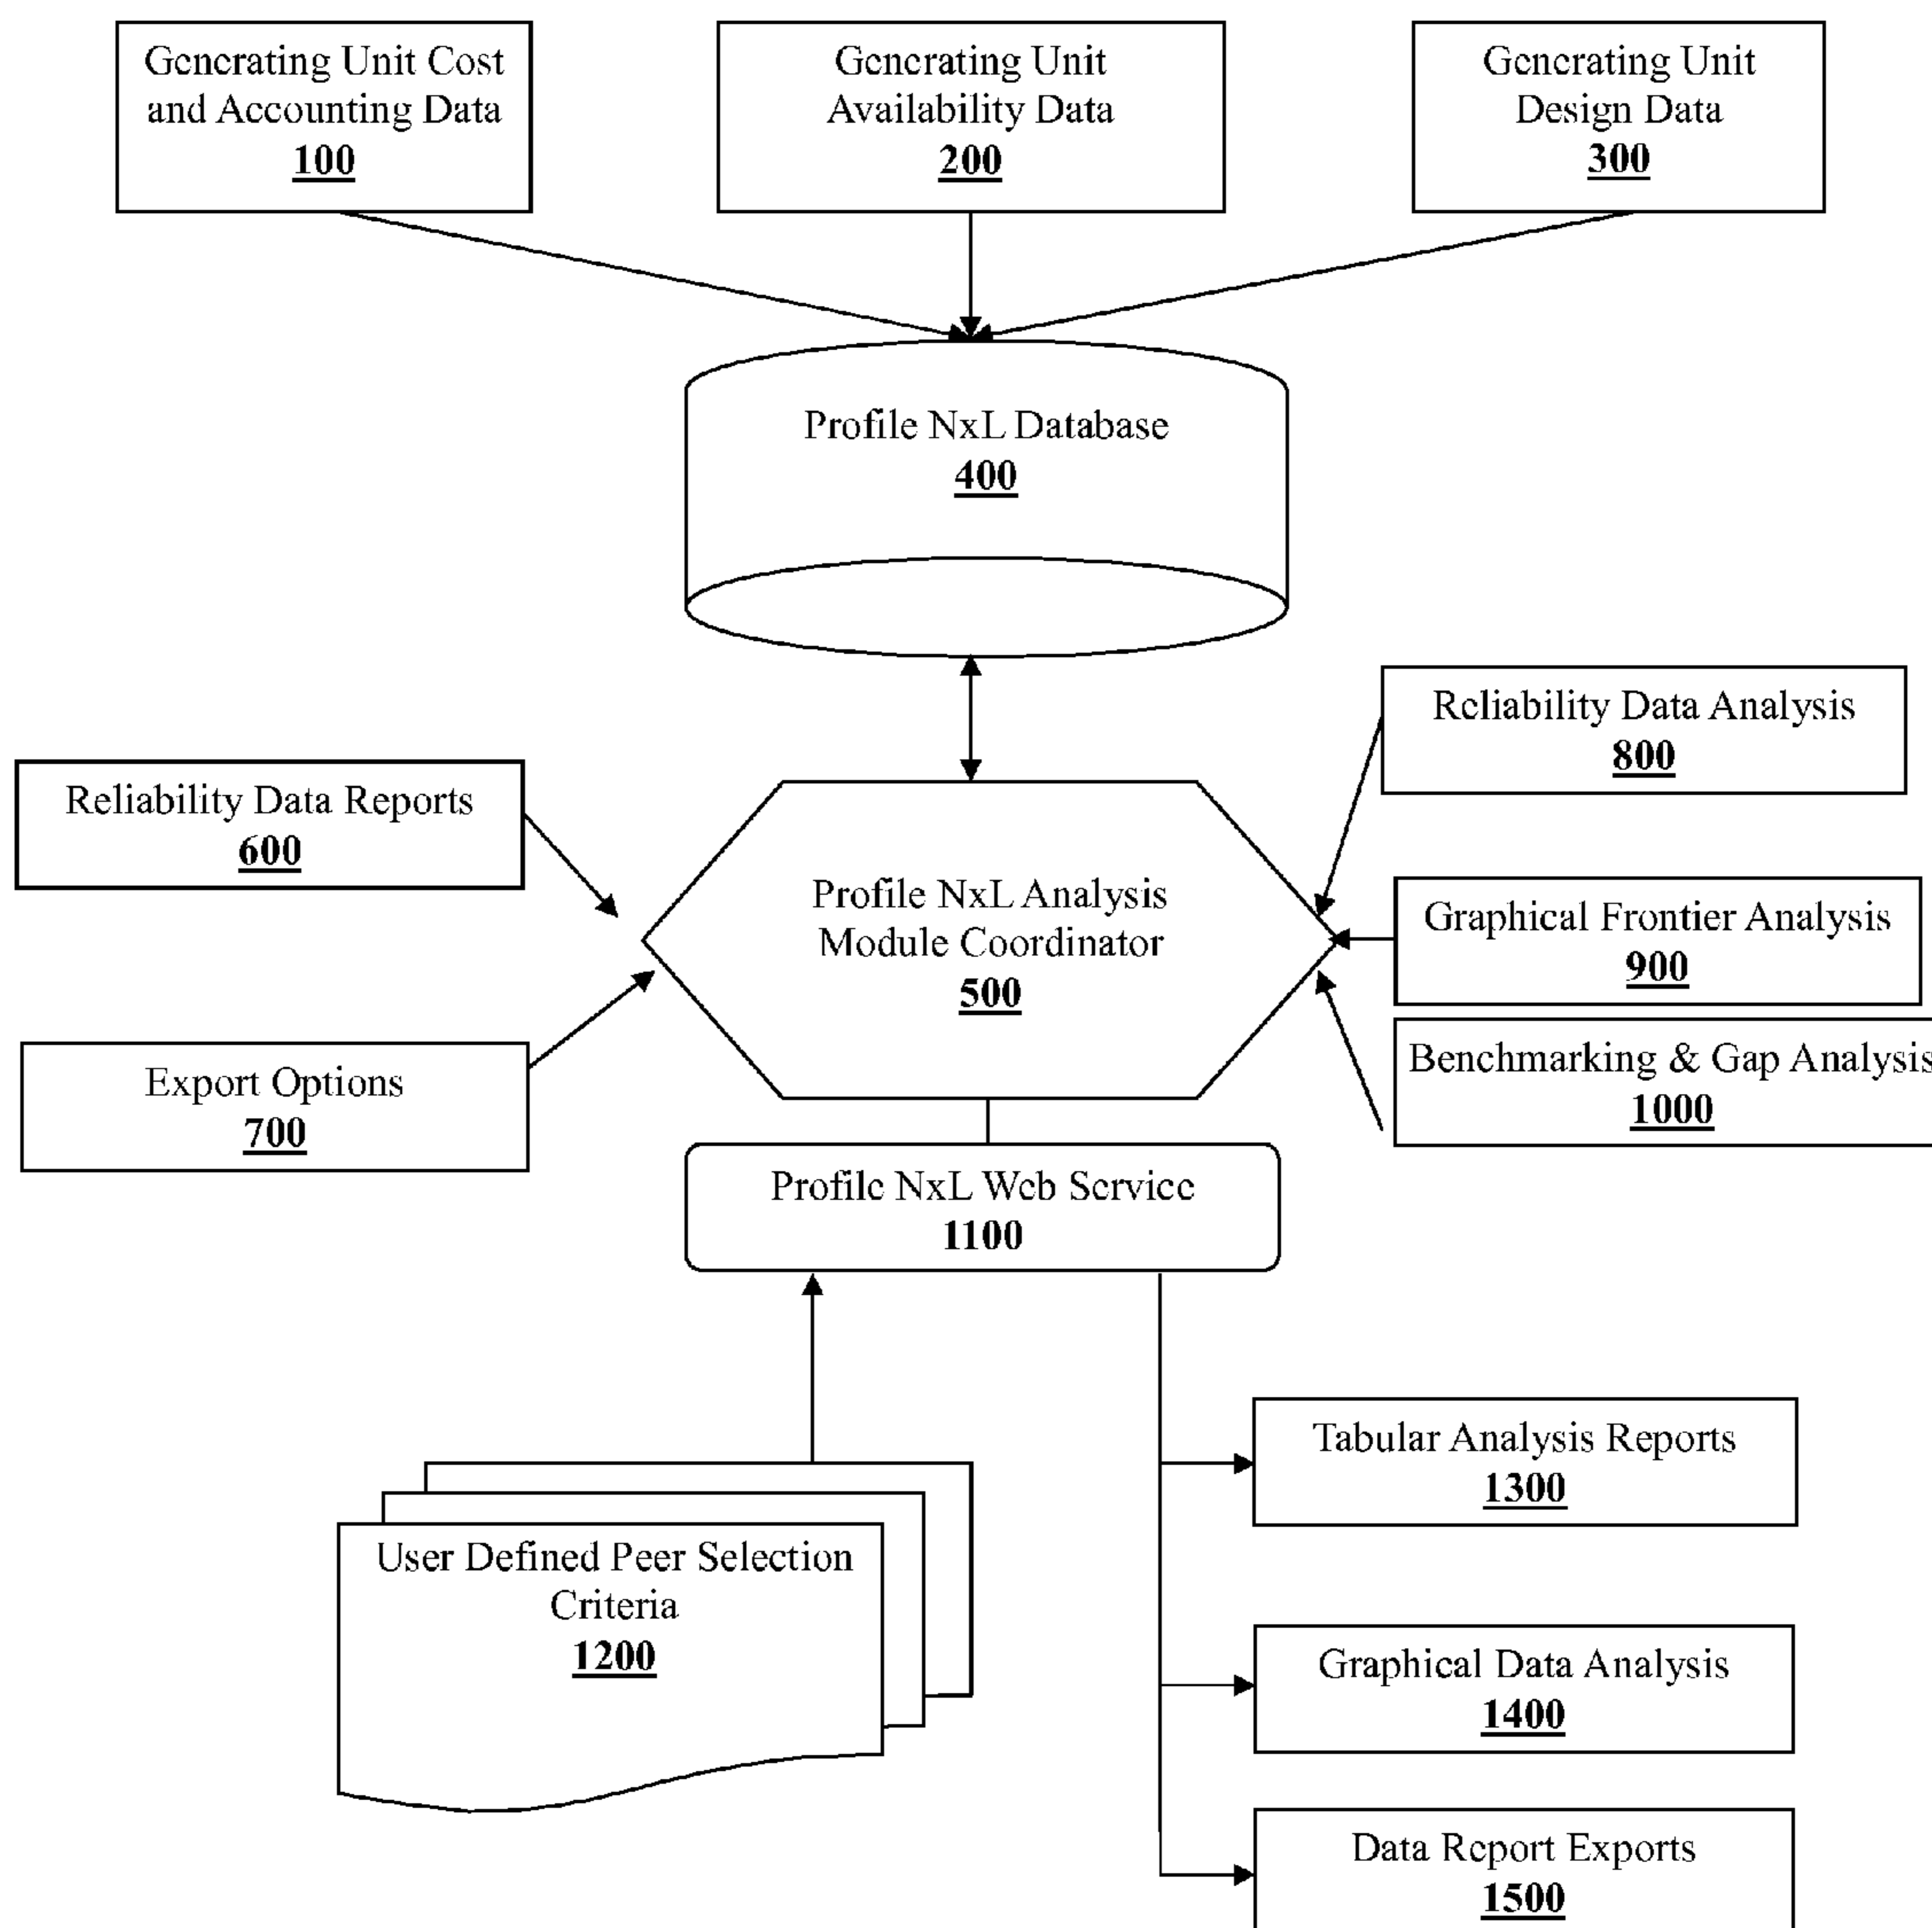 Generating Unit Cost
and Accounting Data
100
Generating Unit
Availability Data
200
Generating Unit
Design Data
300
Profile NxL Database
400
Reliability Data Analysis
800
Reliability Data Reports
600
Profile NxL Analysis
Module Coordinator
500
Graphical Frontier Analysis
900
Export Options
700
Benchmarking & Gap Analysis
1000
Profile NxL Web Service
1100
Tabular Analysis Reports
1300
User Defined Peer Selection
Criteria
1200
Graphical Data Analysis
1400
Data Report Exports
1500